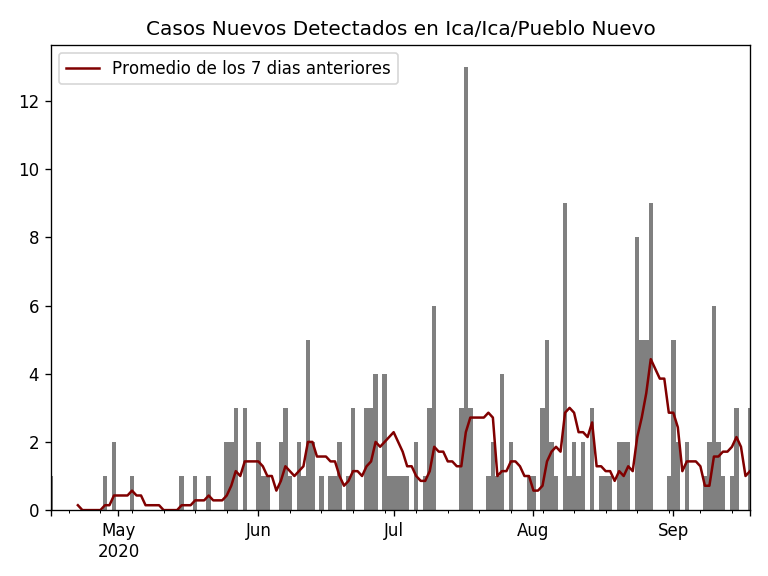 Casos Nuevos Detectados en Ica/Ica/Pueblo Nuevo
Promedio de los 7 dias anteriores
12
10
8
6
4
2
0
May Jun Jul Aug Sep
2020